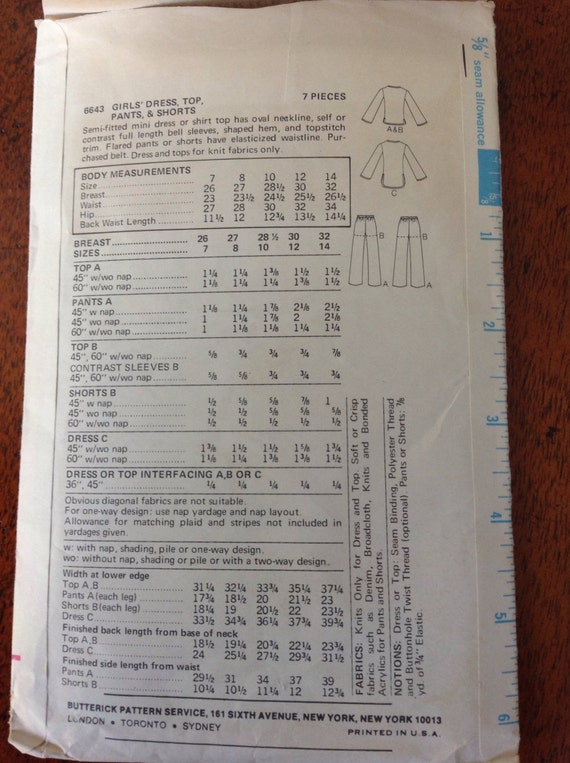 6643 GIRLS' DRESS, TOP, PANTS, & SHORTS 7 PIECES
Semi-fitted mini dress or shirt top has oval neckline, self or
contrast full length bell sleeves, shaped hem, and topstitch
trim. Flared pants or shorts have elasticized waistline. Pur-
chased belt. Dress and tops for knit fabrics only.
A&B
C
B B
A A
BODY MEASUREMENTS
Size 7 8 10 12 14
Breast 26 27 28½ 30 32
Waist 23 23½ 24½ 25½ 26½
Hip 27 28 30 32 34
Back Waist Length 11½ 12 12¾ 13½ 14¼
BREAST 26 27 28 ½ 30 32
SIZES 7 8 10 12 14
TOP A
45" w/wo nap 1¼ 1¼ 1⅜ 1½ 1½
60" w/wo nap 1⅛ 1¼ 1¼ 1⅜ 1½
PANTS A
45" w nap 1⅛ 1¼ 1⅞ 2⅛ 2½
45" wo nap 1 1¼ 1⅞ 2 2⅛
60" w/wo nap 1 1⅛ 1¼ 1¼ 1¼
TOP B
45", 60" w/wo nap ⅝ ¾ ¾ ¾ ⅞
CONTRAST SLEEVES B
45", 60" w/wo nap ⅝ ⅝ ¾ ¾ ¾
SHORTS B
45" w nap ½ ⅝ ⅝ ⅞ 1
45" wo nap ½ ½ ⅝ ⅝ ⅝
60" w/wo nap ½ ½ ½ ½ ½
DRESS C
45" w/wo nap 1⅜ 1½ 1½ 1⅝ 1¾
60" w/wo nap 1⅛ 1¼ 1⅜ 1⅜ 1½
DRESS OR TOP INTERFACING A,B OR C
36", 45" ¼ ¼ ¼ ¼ ¼
Obvious diagonal fabrics are not suitable.
For one-way design: use nap yardage and nap layout.
Allowance for matching plaid and stripes not included in
yardages given.
w: with nap, shading, pile or one-way design.
wo: without nap, shading or pile or with a two-way design.
Width at lower edge
Top A,B 31¼ 32¼ 33¾ 35¼ 37¼
Pants A (each leg) 17¾ 18½ 20 21½ 23
Shorts B (each leg) 18¼ 19 20½ 22 23½
Dress C 33½ 34¾ 36¼ 37¾ 39¾
Finished back length from base of neck
Top A,B 18½ 19¼ 20¾ 22¼ 23¾
Dress C 24 25¼ 27½ 29¾ 31½
Finished side length from waist
Pants A 29½ 31 34 37 39
Shorts B 10¼ 10½ 11¼ 12 12¾
FABRICS: Knits Only for Dress and Top Soft or Crisp
fabrics such as Denim, Broadcloth, Knits and Bonded
Acrylics for Pants and Shorts.
NOTIONS: Dress or Top: Seam Binding, Polyester Thread
and Buttonhole Twist Thread (optional) Pants or Shorts: ⅞
yd. of ¾" Elastic.
BUTTERICK PATTERN SERVICE, 161 SIXTH AVENUE, NEW YORK, NEW YORK 10013
LONDON • TORONTO • SYDNEY
PRINTED IN U.S.A.
5/8" seam allowance
1
2
3
4
5
6